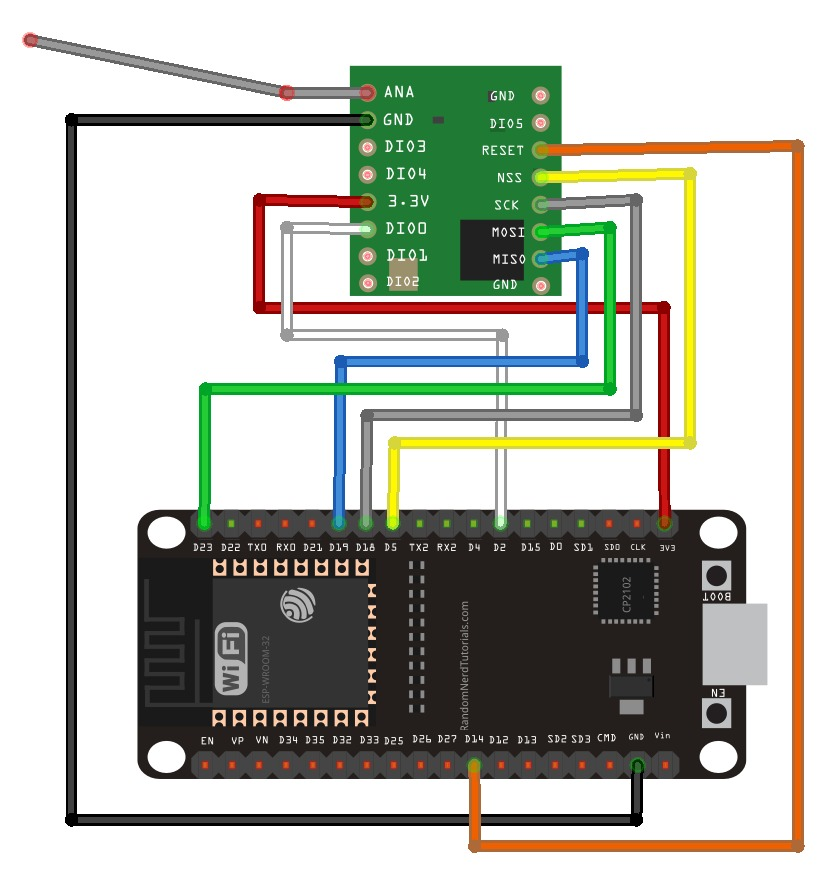 ANA GND
GND DIO5
DIO3 RESET
DIO4 NSS
3.3V SCK
DIO0 MOSI
DIO1 MISO
DIO2 GND
D23 D22 TX0 RX0 D21 D19 D18 D5 TX2 RX2 D4 D2 D15 D0 SD1 SD0 CLK 3V3
BOOT
CP2102
WiFi
ESP-WROOM-32
RandomNerdTutorials.com
EN
EN VP VN D34 D35 D32 D33 D25 D26 D27 D14 D12 D13 SD2 SD3 CMD GND Vin